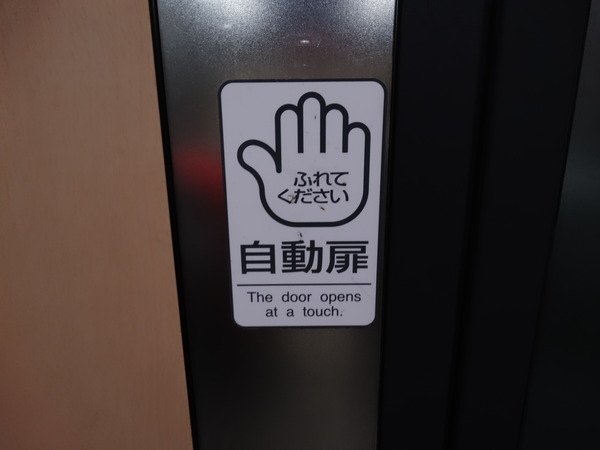 ふれて
ください
自動扉
The door opens
at a touch.